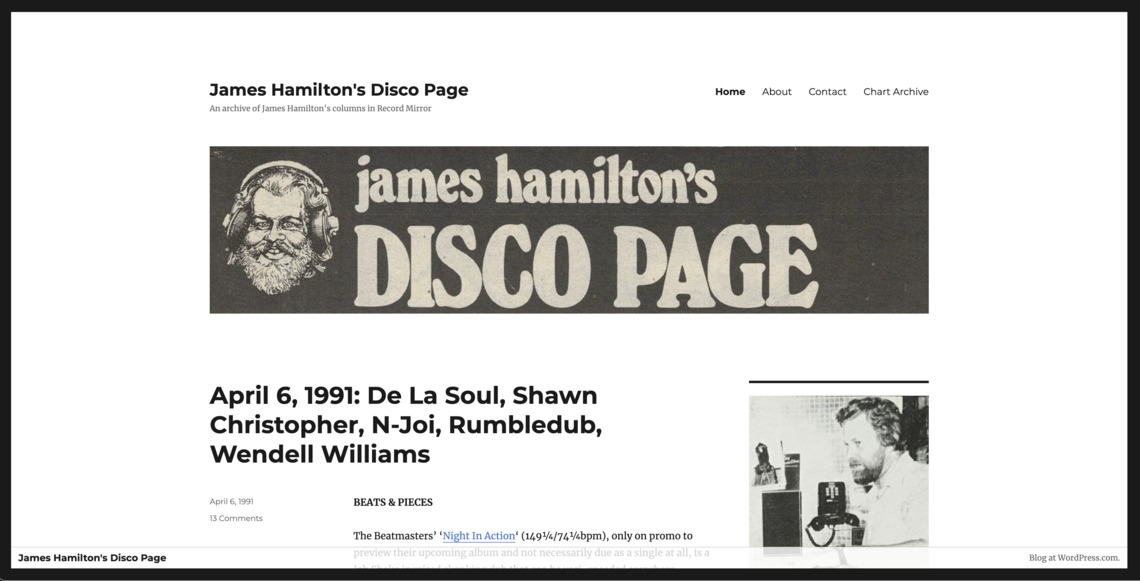 James Hamilton's Disco Page
An archive of James Hamilton's columns in Record Mirror
Home About Contact Chart Archive
james hamilton's
DISCO PAGE
April 6, 1991: De La Soul, Shawn
Christopher, N-Joi, Rumbledub,
Wendell Williams
April 6, 1991
13 Comments
BEATS & PIECES
The Beatmasters’ ‘Night In Action‘ (149¼/74¼bpm), only on promo to
preview their upcoming album and not necessarily due as a single at all, is a
James Hamilton's Disco Page
Blog at WordPress.com.